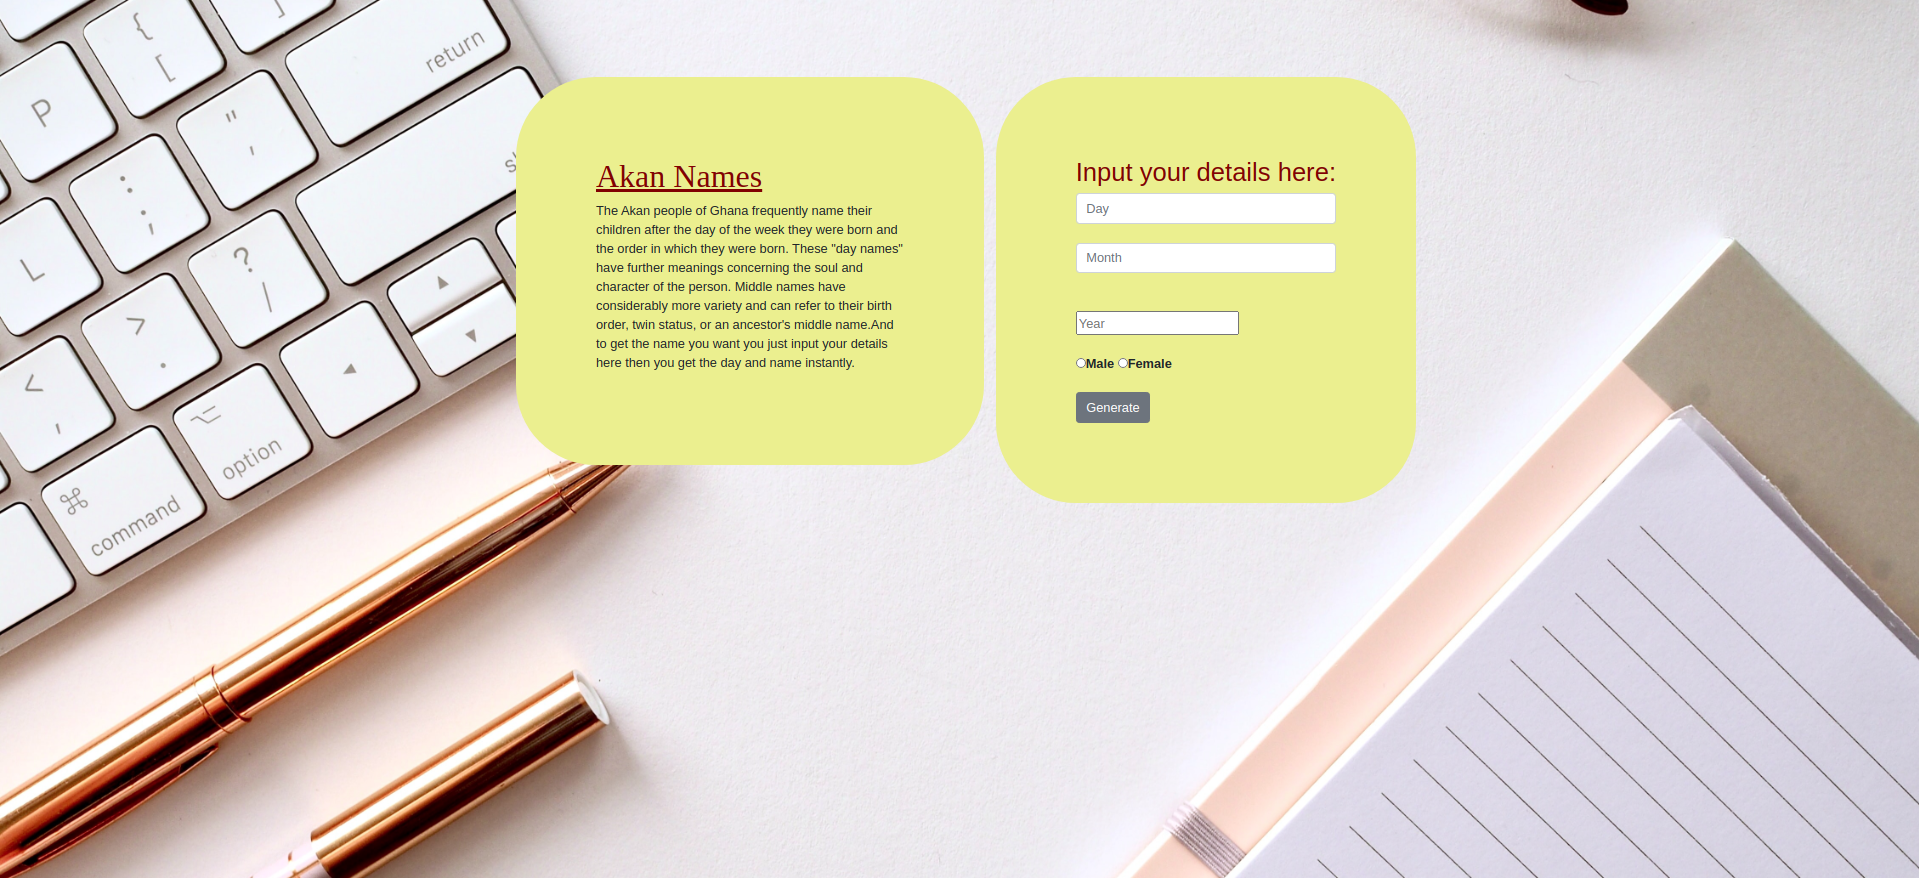 {
[
]
return
P
"
,
:
;
L
?
/
>
.
<
,
option
⌘
command
Akan Names
The Akan people of Ghana frequently name their
children after the day of the week they were born and
the order in which they were born. These "day names"
have further meanings concerning the soul and
character of the person. Middle names have
considerably more variety and can refer to their birth
order, twin status, or an ancestor's middle name.And
to get the name you want you just input your details
here then you get the day and name instantly.
Input your details here:
Day
Month
Year
Male Female
Generate